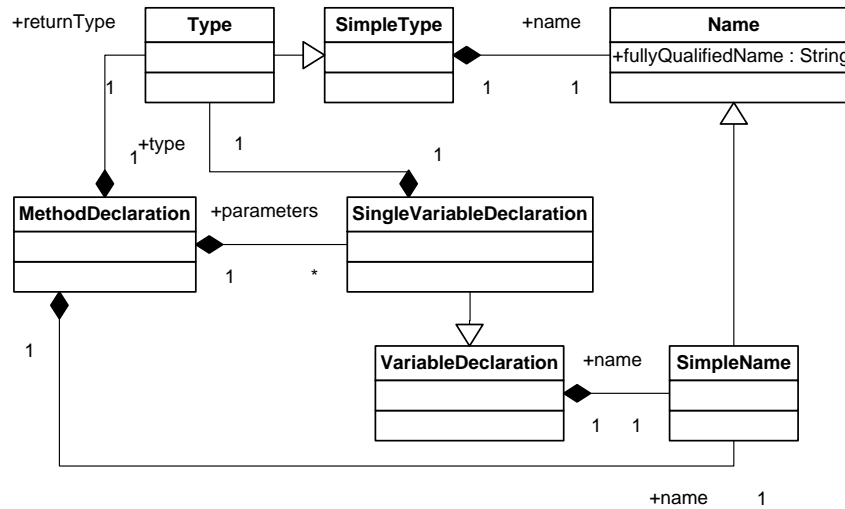 +returnType
Type
SimpleType
+name
Name
+fullyQualifiedName : String
1
1
1
1
+type
1
1
MethodDeclaration
+parameters
SingleVariableDeclaration
1
*
1
VariableDeclaration
+name
SimpleName
1
1
+name
1